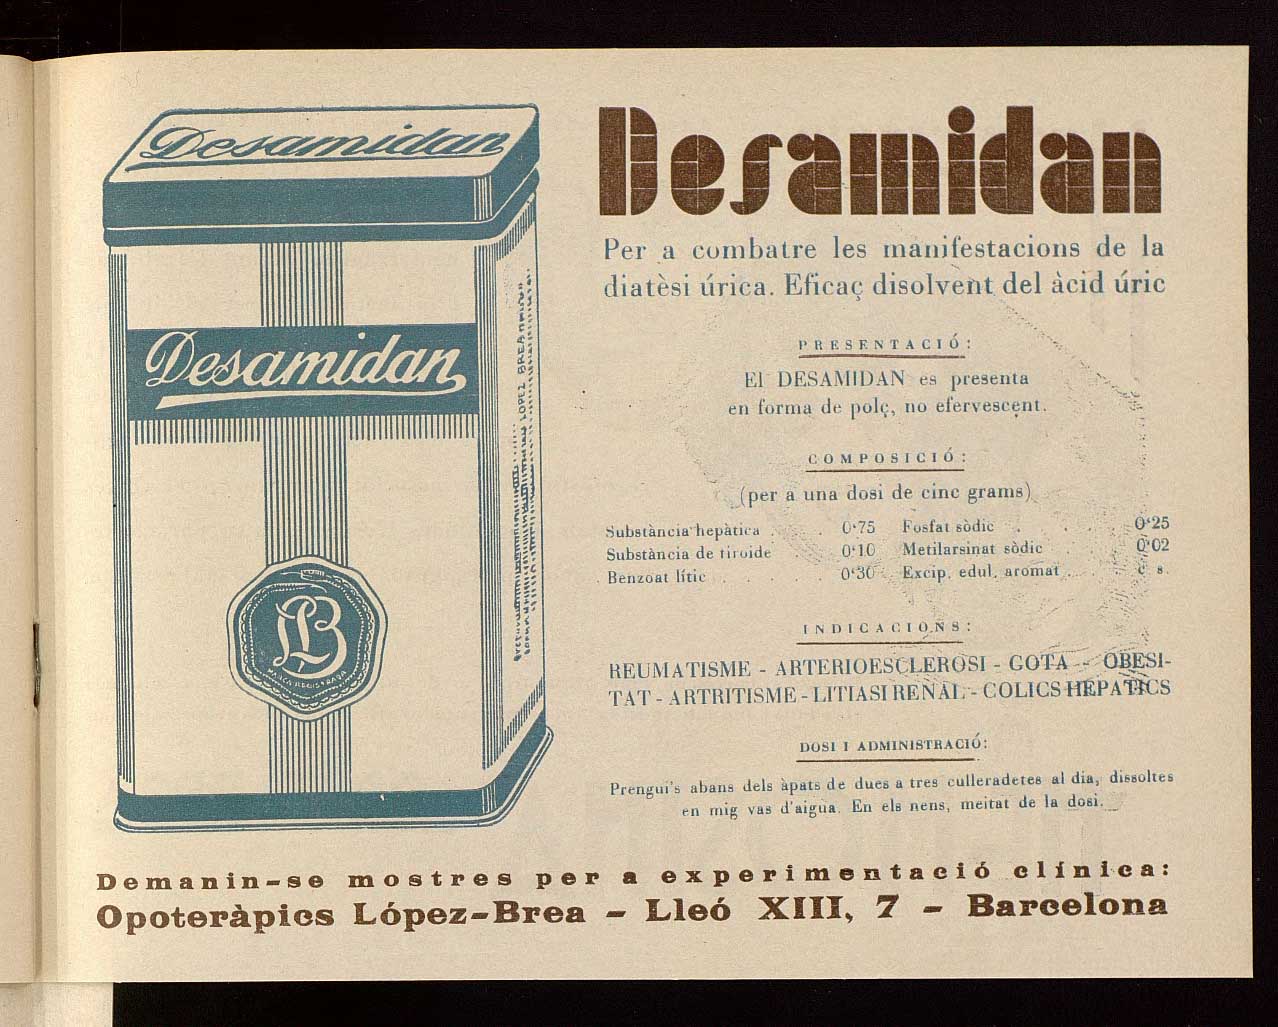 Desamidan
Desamidan
LOPEZ BREA
LB
MARCA REGISTRADA
Desamidan
Per a combatre les manifestacions de la
diatèsi úrica. Eficaç disolvent del àcid úric
PRESENTACIÓ:
El DESAMIDAN es presenta
en forma de polç, no efervescent.
COMPOSICIÓ:
(per a una dosi de cinc grams)
Substància hepàtica . . 0'75 Fosfat sòdic . . . . 0'25
Substància de tiroide 0'10 Metilarsinat sòdic . . 0'02
Benzoat lític . . 0'30 Excip. edul. aromat . . c s.
INDICACIONS:
REUMATISME - ARTERIOESCLEROSI - GOTA - OBESI-
TAT - ARTRITISME - LITIASI RENAL - COLICS HEPATICS
DOSI I ADMINISTRACIÓ:
Prengui's abans dels àpats de dues a tres culleradetes al dia, dissoltes
en mig vas d'aigua. En els nens, meitat de la dosi.
Demanin-se mostres per a experimentació clínica:
Opoteràpics López-Brea - Lleó XIII, 7 - Barcelona